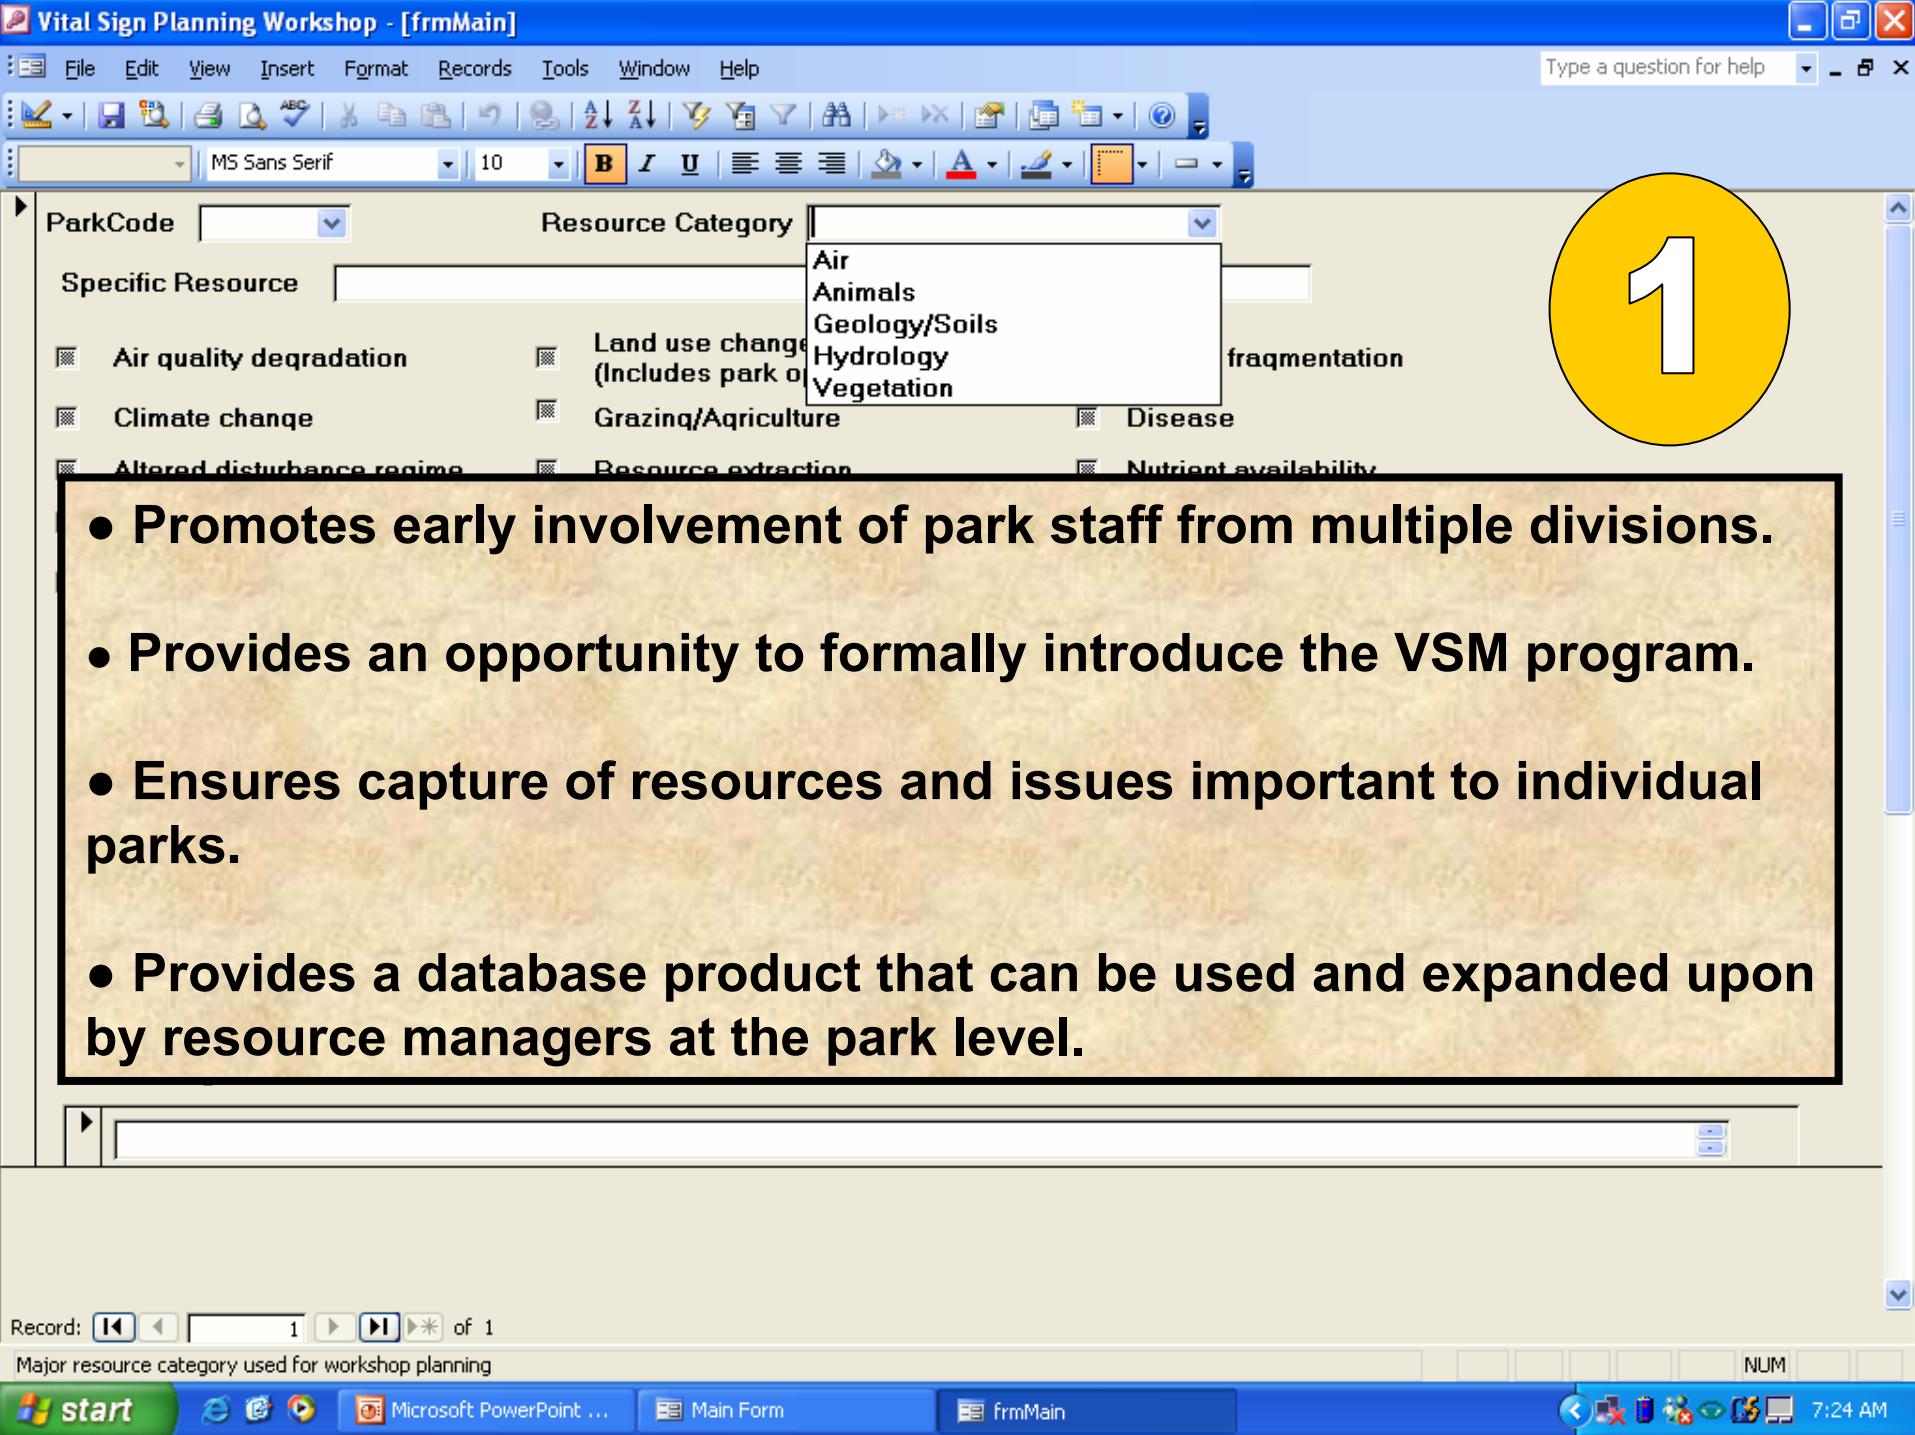 Vital Sign Planning Workshop - [frmMain]
File Edit View Insert Format Records Tools Window Help
Type a question for help
MS Sans Serif 10 B I U A
ParkCode Resource Category
Air
Animals
Geology/Soils
Hydrology
Vegetation
Specific Resource
1
Air quality degradation
Land use change
(Includes park
fragmentation
Climate change
Grazing/Agriculture
Disease
Altered disturbance regime
Resource extraction
Nutrient availability
● Promotes early involvement of park staff from multiple divisions.
● Provides an opportunity to formally introduce the VSM program.
● Ensures capture of resources and issues important to individual
parks.
● Provides a database product that can be used and expanded upon
by resource managers at the park level.
Record: 1 of 1
Major resource category used for workshop planning
NUM
start Microsoft PowerPoint ... Main Form frmMain 7:24 AM